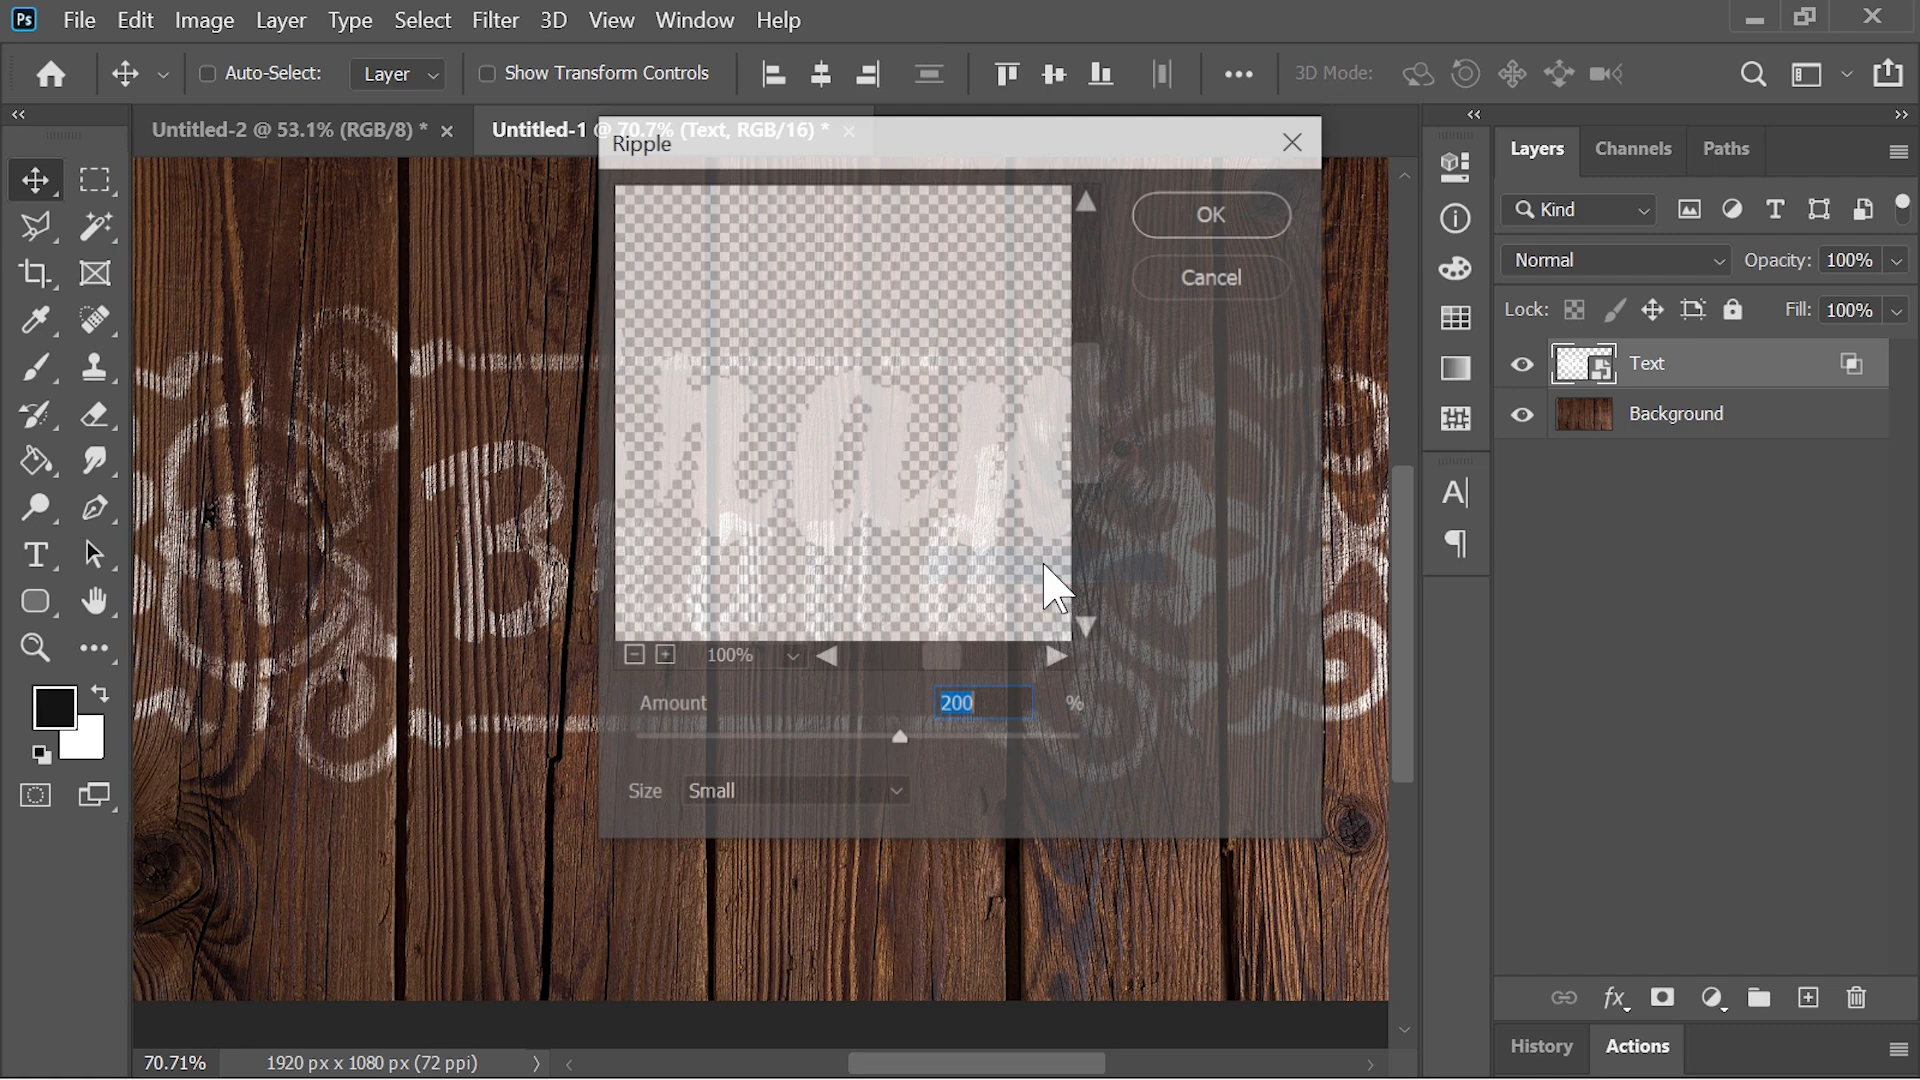 Ps File Edit Image Layer Type Select Filter 3D View Window Help
Auto-Select: Layer Show Transform Controls 3D Mode:
Untitled-2 @ 53.1% (RGB/8) * × Untitled-1 @ 70.7% (Text, RGB/16) * ×
Ripple
OK
Cancel
100%
Amount 200 %
Size Small
B
Layers Channels Paths
Kind
Normal Opacity: 100%
Lock: Fill: 100%
Text
Background
70.71% 1920 px x 1080 px (72 ppi)
History Actions